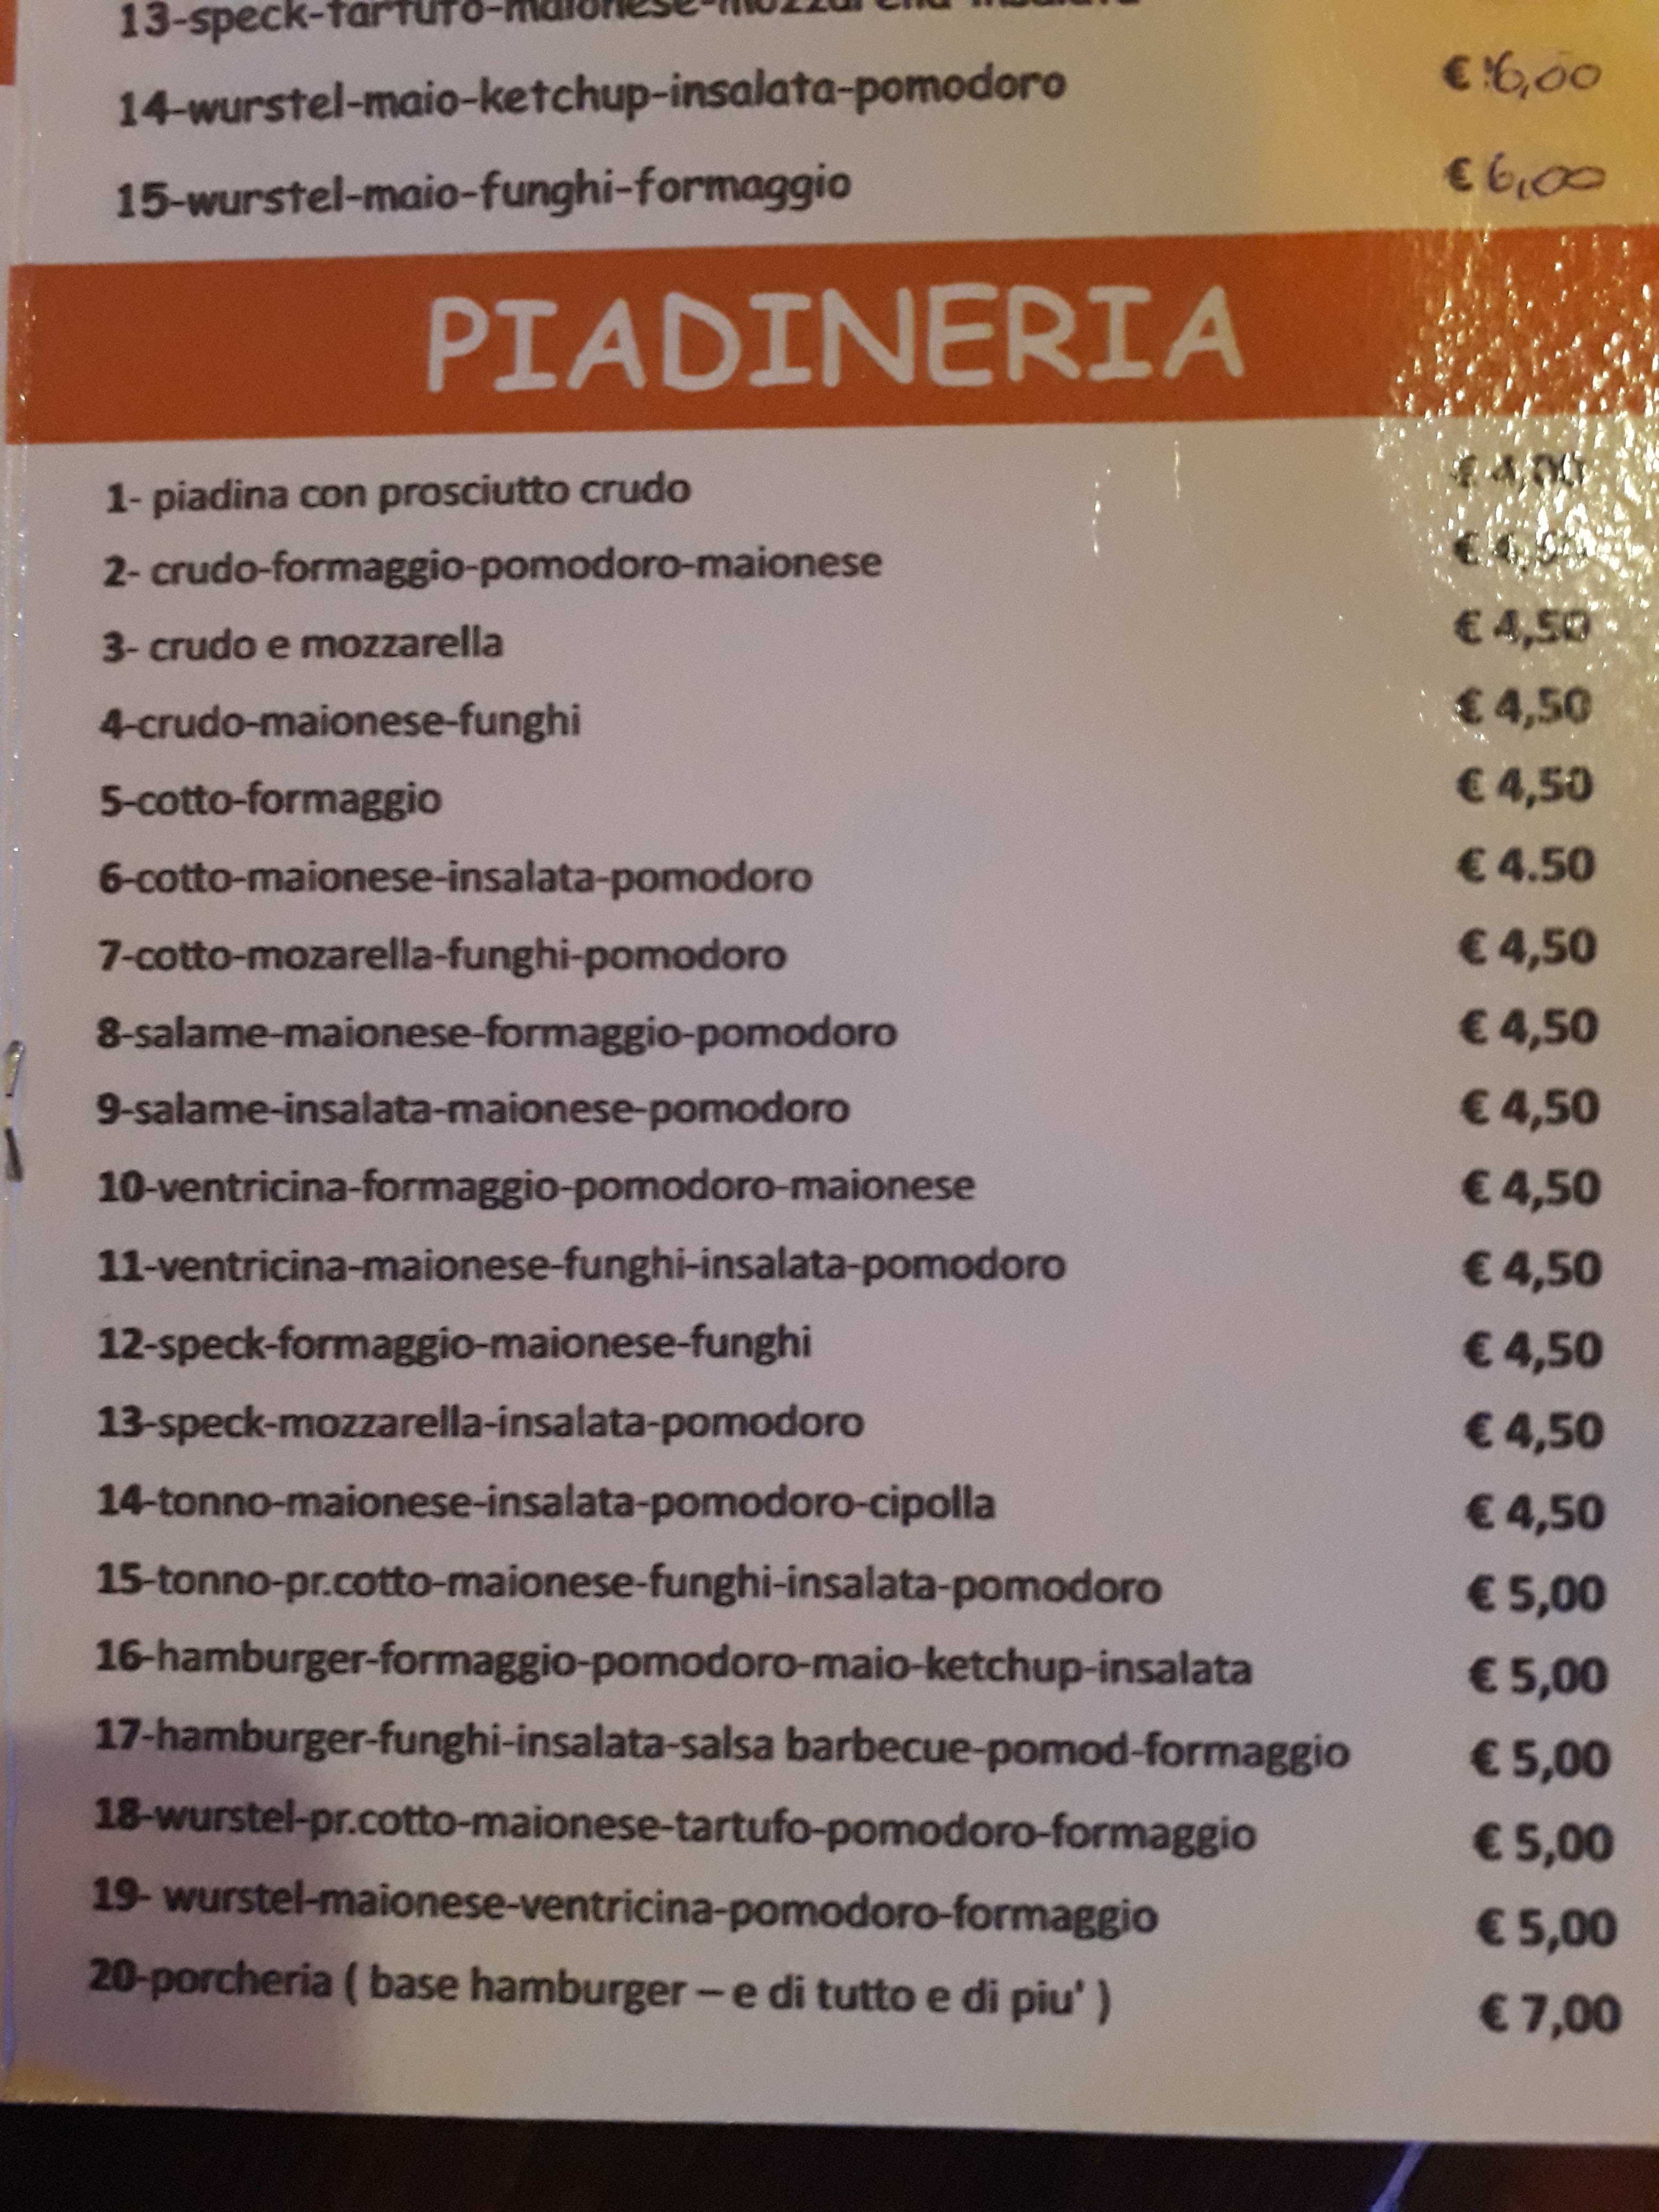 13-speck-tartufo-maionese-mozzarella-insalata
14-wurstel-maio-ketchup-insalata-pomodoro € 6,00
15-wurstel-maio-funghi-formaggio € 6,00
PIADINERIA
1- piadina con prosciutto crudo € 4,00
2- crudo-formaggio-pomodoro-maionese €
3- crudo e mozzarella € 4,50
4-crudo-maionese-funghi € 4,50
5-cotto-formaggio € 4,50
6-cotto-maionese-insalata-pomodoro € 4.50
7-cotto-mozarella-funghi-pomodoro € 4,50
8-salame-maionese-formaggio-pomodoro € 4,50
9-salame-insalata-maionese-pomodoro € 4,50
10-ventricina-formaggio-pomodoro-maionese € 4,50
11-ventricina-maionese-funghi-insalata-pomodoro € 4,50
12-speck-formaggio-maionese-funghi € 4,50
13-speck-mozzarella-insalata-pomodoro € 4,50
14-tonno-maionese-insalata-pomodoro-cipolla € 4,50
15-tonno-pr.cotto-maionese-funghi-insalata-pomodoro € 5,00
16-hamburger-formaggio-pomodoro-maio-ketchup-insalata € 5,00
17-hamburger-funghi-insalata-salsa barbecue-pomod-formaggio € 5,00
18-wurstel-pr.cotto-maionese-tartufo-pomodoro-formaggio € 5,00
19- wurstel-maionese-ventricina-pomodoro-formaggio € 5,00
20-porcheria ( base hamburger – e di tutto e di piu' ) € 7,00